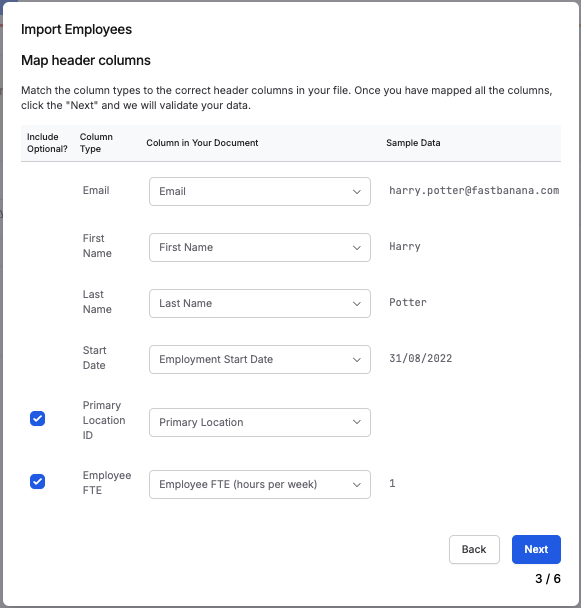 Import Employees
Map header columns
Match the column types to the correct header columns in your file. Once you have mapped all the columns,
click the "Next" and we will validate your data.
Include
Optional?
Column
Type
Column in Your Document
Sample Data
Email
Email
harry.potter@fastbanana.com
First
Name
First Name
Harry
Last
Name
Last Name
Potter
Start
Date
Employment Start Date
31/08/2022
Primary
Location
ID
Primary Location
Employee
FTE
Employee FTE (hours per week)
1
Back
Next
3 / 6